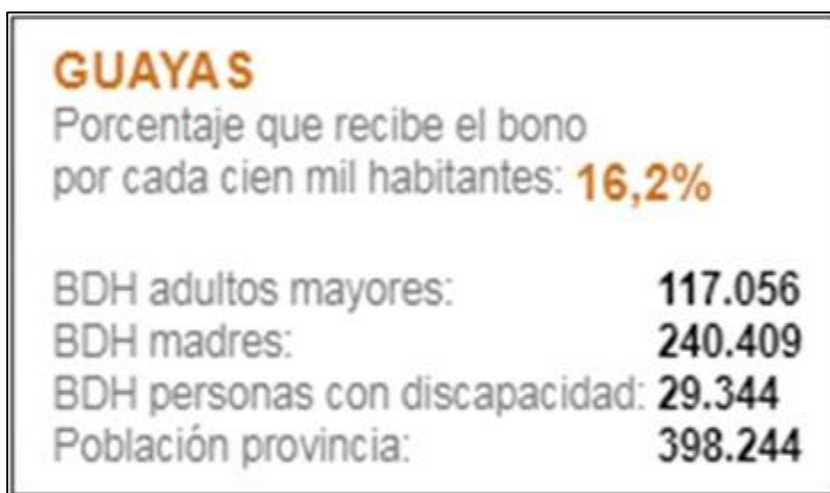 GUAYAS
Porcentaje que recibe el bono
por cada cien mil habitantes: 16,2%
BDH adultos mayores: 117.056
BDH madres: 240.409
BDH personas con discapacidad: 29.344
Población provincia: 398.244